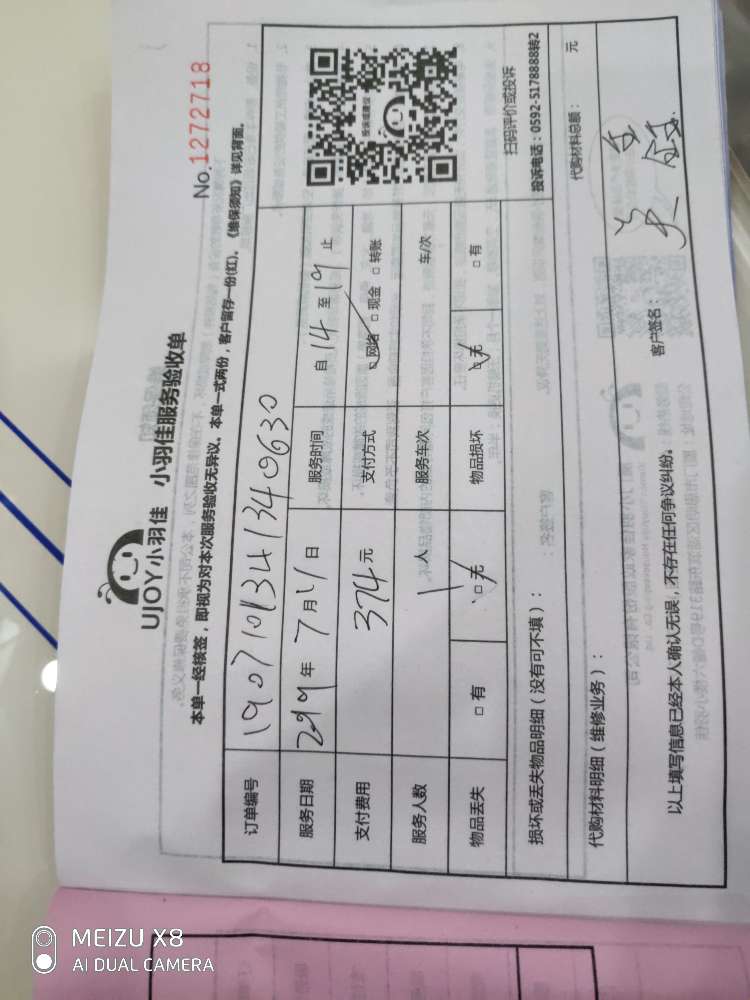 UJOY小羽佳 小羽佳服务验收单
No.1272718
本单一经核签，即视为对本次服务验收无异议。本单一式两份，客户留存一份(红)。《维保须知》详见背面。
订单编号 1907101341340630
服务日期 2019年 7月 日 服务时间 自 14 至 19 止
支付费用 374元 支付方式 □网络 □现金 □转账
服务人数 1人 服务车次 车/次
物品丢失 □有 □无 物品损坏 □无 □有
扫码评价或投诉
投诉电话：0592-5178888转2
损坏或丢失物品明细（没有可不填）：
代购材料明细（维修业务）： 代购材料总额： 元
以上填写信息已经本人确认无误，不存在任何争议纠纷。 客户签名：
MEIZU X8
AI DUAL CAMERA